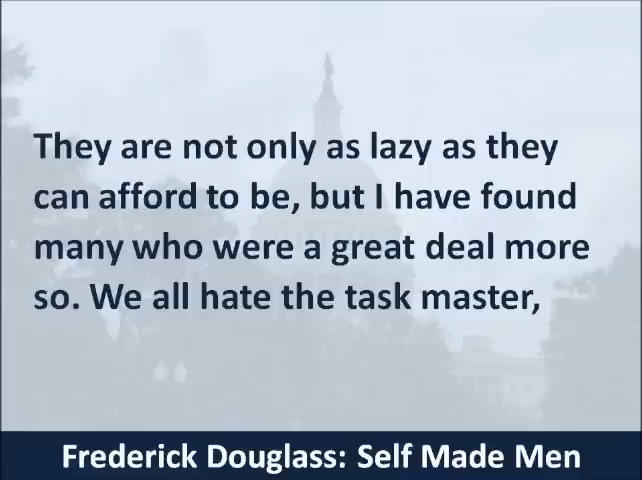 They are not only as lazy as they
can afford to be, but I have found
many who were a great deal more
so. We all hate the task master,
Frederick Douglass: Self Made Men